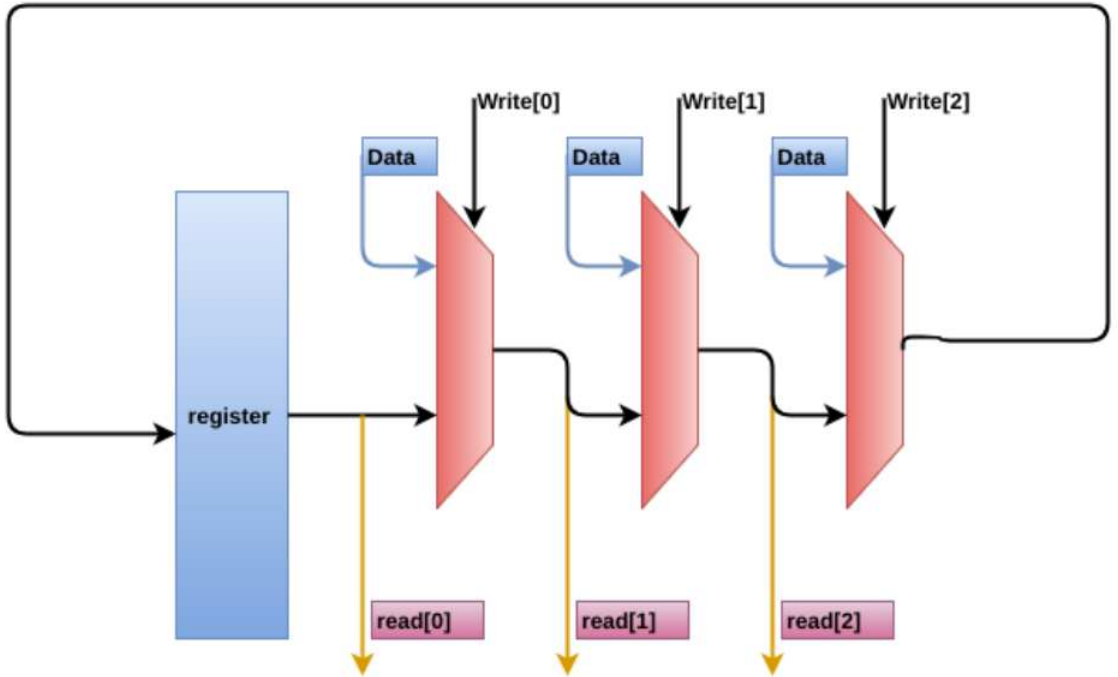 Write[0]
Write[1]
Write[2]
Data
Data
Data
register
read[0]
read[1]
read[2]